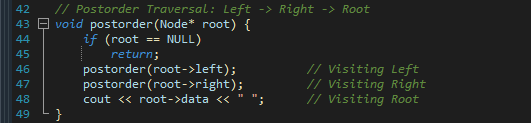 42 // Postorder Traversal: Left -> Right -> Root
43 void postorder(Node* root) {
44 if (root == NULL)
45 return;
46 postorder(root->left); // Visiting Left
47 postorder(root->right); // Visiting Right
48 cout << root->data << " "; // Visiting Root
49 }